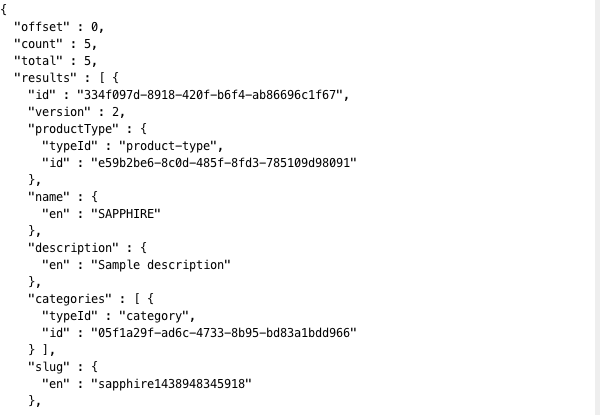 {
  "offset" : 0,
  "count" : 5,
  "total" : 5,
  "results" : [ {
    "id" : "334f097d-8918-420f-b6f4-ab86696c1f67",
    "version" : 2,
    "productType" : {
      "typeId" : "product-type",
      "id" : "e59b2be6-8c0d-485f-8fd3-785109d98091"
    },
    "name" : {
      "en" : "SAPPHIRE"
    },
    "description" : {
      "en" : "Sample description"
    },
    "categories" : [ {
      "typeId" : "category",
      "id" : "05f1a29f-ad6c-4733-8b95-bd83a1bdd966"
    } ],
    "slug" : {
      "en" : "sapphire1438948345918"
    },